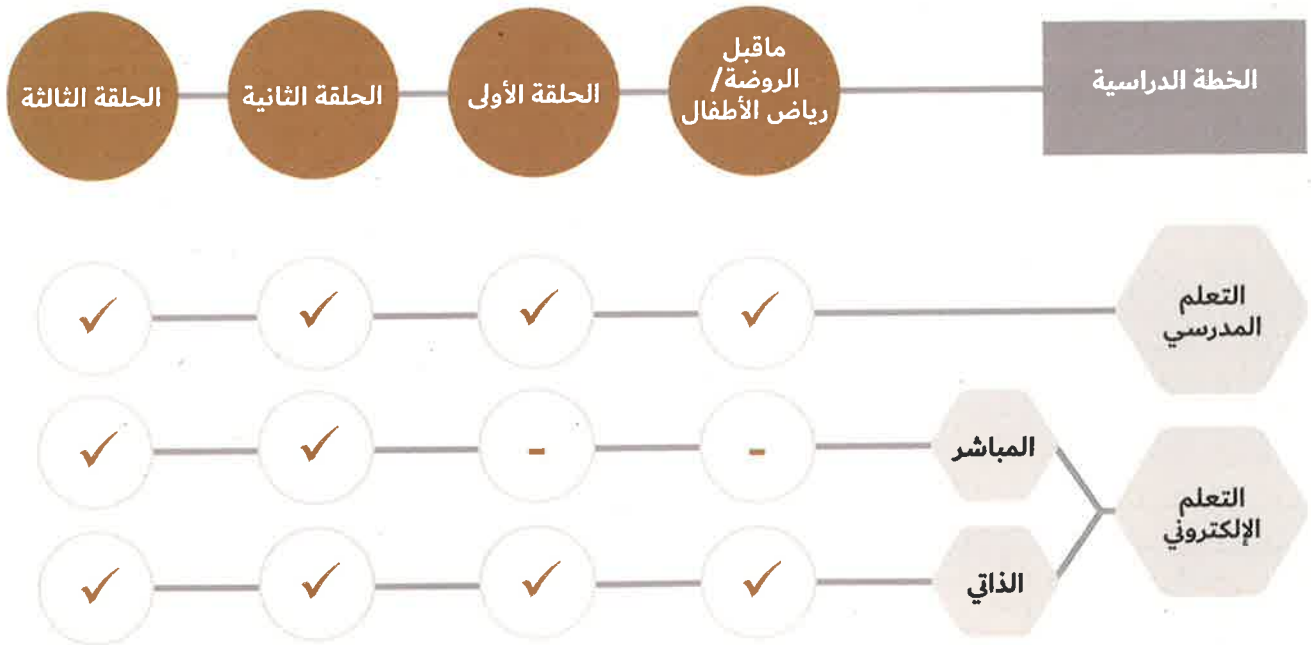 الخطة الدراسية
ماقبل
الروضة/
رياض الأطفال
الحلقة الأولى
الحلقة الثانية
الحلقة الثالثة
التعلم
المدرسي
✓ ✓ ✓ ✓
التعلم
الإلكتروني
المباشر
- - ✓ ✓
الذاتي
✓ ✓ ✓ ✓